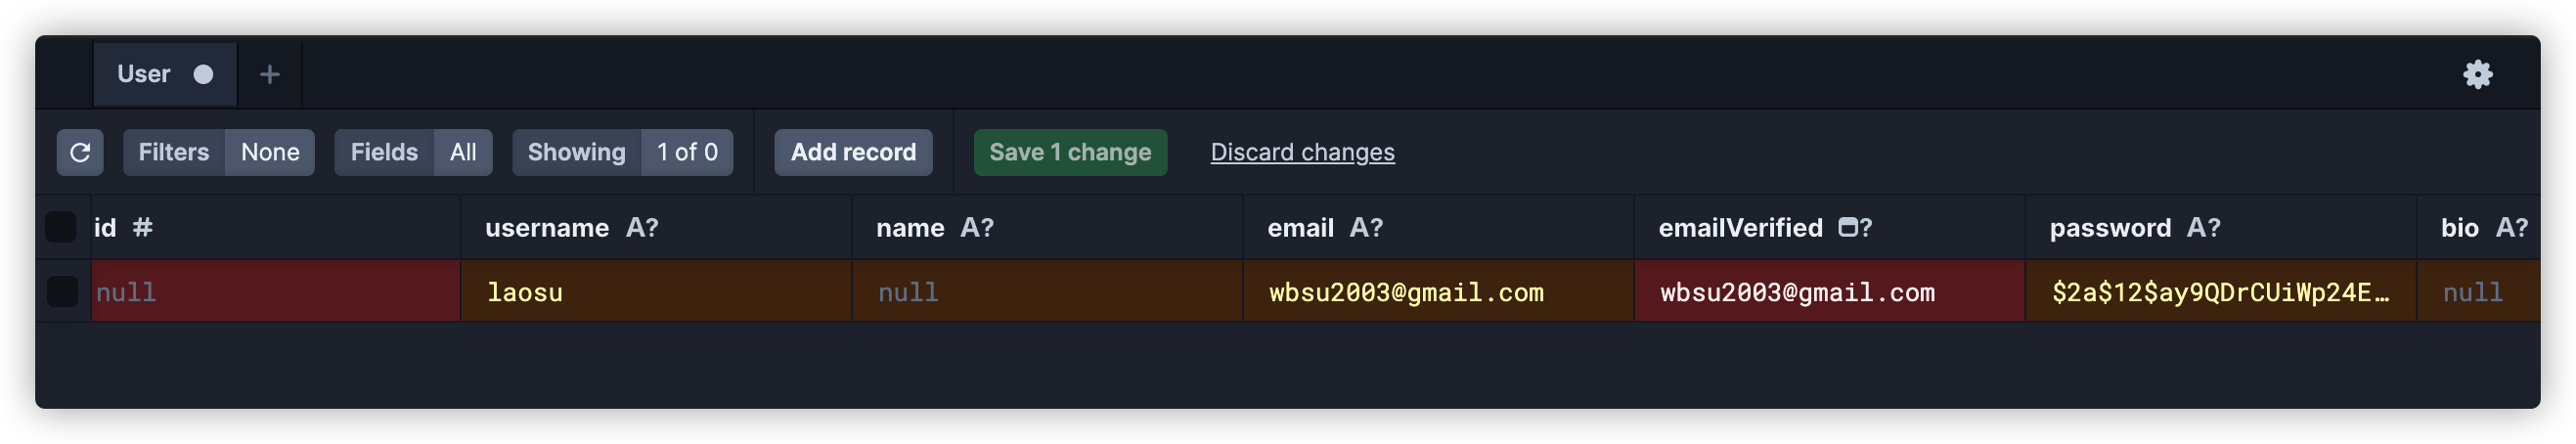 User +
Filters None Fields All Showing 1 of 0 Add record Save 1 change Discard changes
id # username A? name A? email A? emailVerified ? password A? bio A?
null laosu null wbsu2003@gmail.com wbsu2003@gmail.com $2a$12$ay9QDrCUiWp24E… null